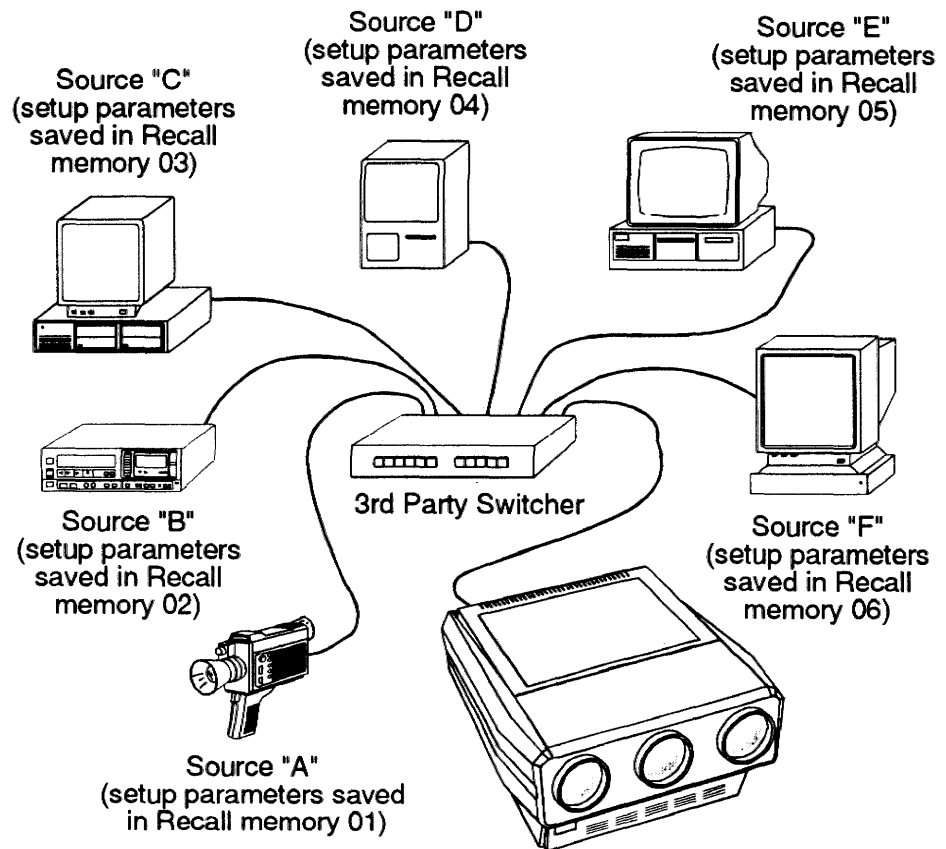 Source "D"
(setup parameters
saved in Recall
memory 04)
Source "E"
(setup parameters
saved in Recall
memory 05)
Source "C"
(setup parameters
saved in Recall
memory 03)
3rd Party Switcher
Source "B"
(setup parameters
saved in Recall
memory 02)
Source "F"
(setup parameters
saved in Recall
memory 06)
Source "A"
(setup parameters saved
in Recall memory 01)